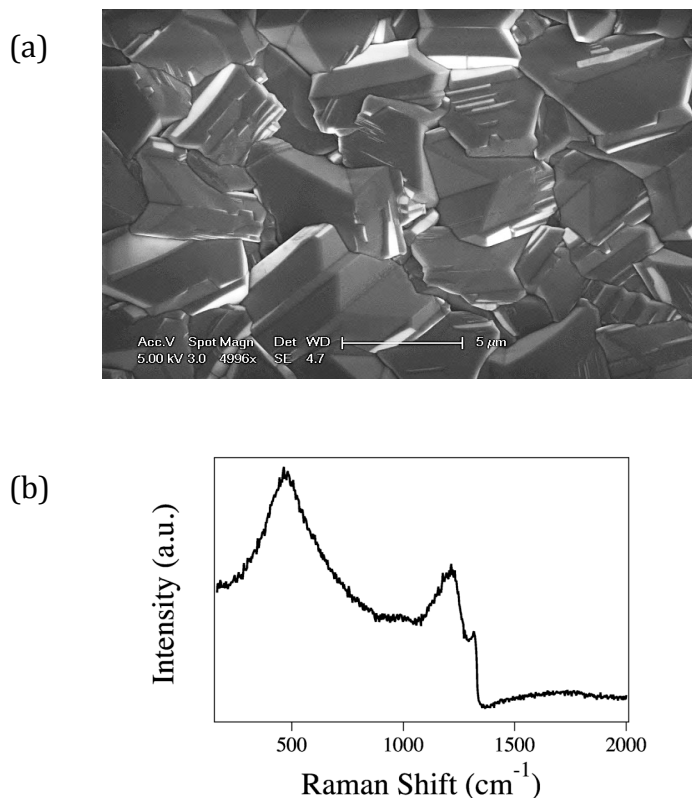 (a)
Acc.V Spot Magn Det WD
5.00 kV 3.0 4996x SE 4.7
5 µm
(b)
Intensity (a.u.)
500 1000 1500 2000
Raman Shift (cm⁻¹)